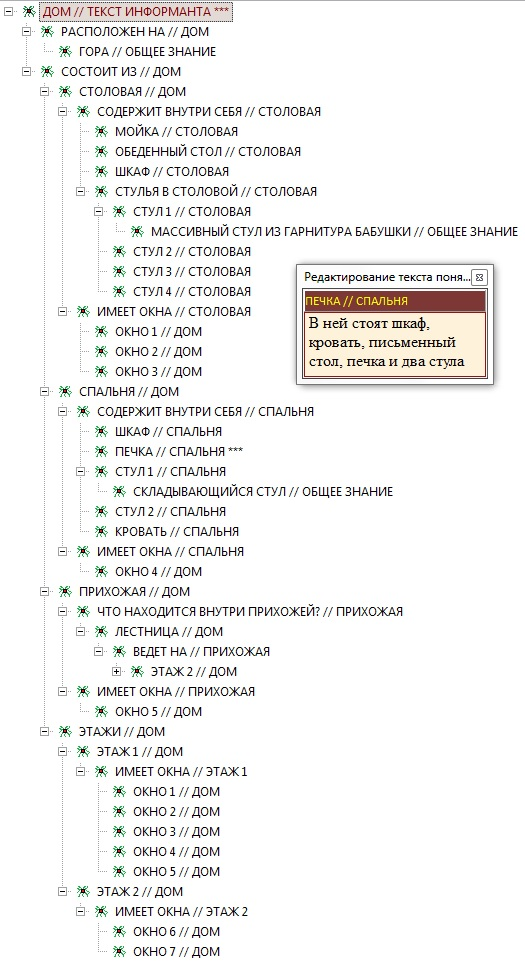 ДОМ // ТЕКСТ ИНФОРМАНТА ***
РАСПОЛОЖЕН НА // ДОМ
ГОРА // ОБЩЕЕ ЗНАНИЕ
СОСТОИТ ИЗ // ДОМ
СТОЛОВАЯ // ДОМ
СОДЕРЖИТ ВНУТРИ СЕБЯ // СТОЛОВАЯ
МОЙКА // СТОЛОВАЯ
ОБЕДЕННЫЙ СТОЛ // СТОЛОВАЯ
ШКАФ // СТОЛОВАЯ
СТУЛЬЯ В СТОЛОВОЙ // СТОЛОВАЯ
СТУЛ 1 // СТОЛОВАЯ
МАССИВНЫЙ СТУЛ ИЗ ГАРНИТУРА БАБУШКИ // ОБЩЕЕ ЗНАНИЕ
СТУЛ 2 // СТОЛОВАЯ
СТУЛ 3 // СТОЛОВАЯ
СТУЛ 4 // СТОЛОВАЯ
ИМЕЕТ ОКНА // СТОЛОВАЯ
ОКНО 1 // ДОМ
ОКНО 2 // ДОМ
ОКНО 3 // ДОМ
Редактирование текста поня...
ПЕЧКА // СПАЛЬНЯ
В ней стоят шкаф,
кровать, письменный
стол, печка и два стула
СПАЛЬНЯ // ДОМ
СОДЕРЖИТ ВНУТРИ СЕБЯ // СПАЛЬНЯ
ШКАФ // СПАЛЬНЯ
ПЕЧКА // СПАЛЬНЯ ***
СТУЛ 1 // СПАЛЬНЯ
СКЛАДЫВАЮЩИЙСЯ СТУЛ // ОБЩЕЕ ЗНАНИЕ
СТУЛ 2 // СПАЛЬНЯ
КРОВАТЬ // СПАЛЬНЯ
ИМЕЕТ ОКНА // СПАЛЬНЯ
ОКНО 4 // ДОМ
ПРИХОЖАЯ // ДОМ
ЧТО НАХОДИТСЯ ВНУТРИ ПРИХОЖЕЙ? // ПРИХОЖАЯ
ЛЕСТНИЦА // ДОМ
ВЕДЕТ НА // ПРИХОЖАЯ
ЭТАЖ 2 // ДОМ
ИМЕЕТ ОКНА // ПРИХОЖАЯ
ОКНО 5 // ДОМ
ЭТАЖИ // ДОМ
ЭТАЖ 1 // ДОМ
ИМЕЕТ ОКНА // ЭТАЖ 1
ОКНО 1 // ДОМ
ОКНО 2 // ДОМ
ОКНО 3 // ДОМ
ОКНО 4 // ДОМ
ОКНО 5 // ДОМ
ЭТАЖ 2 // ДОМ
ИМЕЕТ ОКНА // ЭТАЖ 2
ОКНО 6 // ДОМ
ОКНО 7 // ДОМ